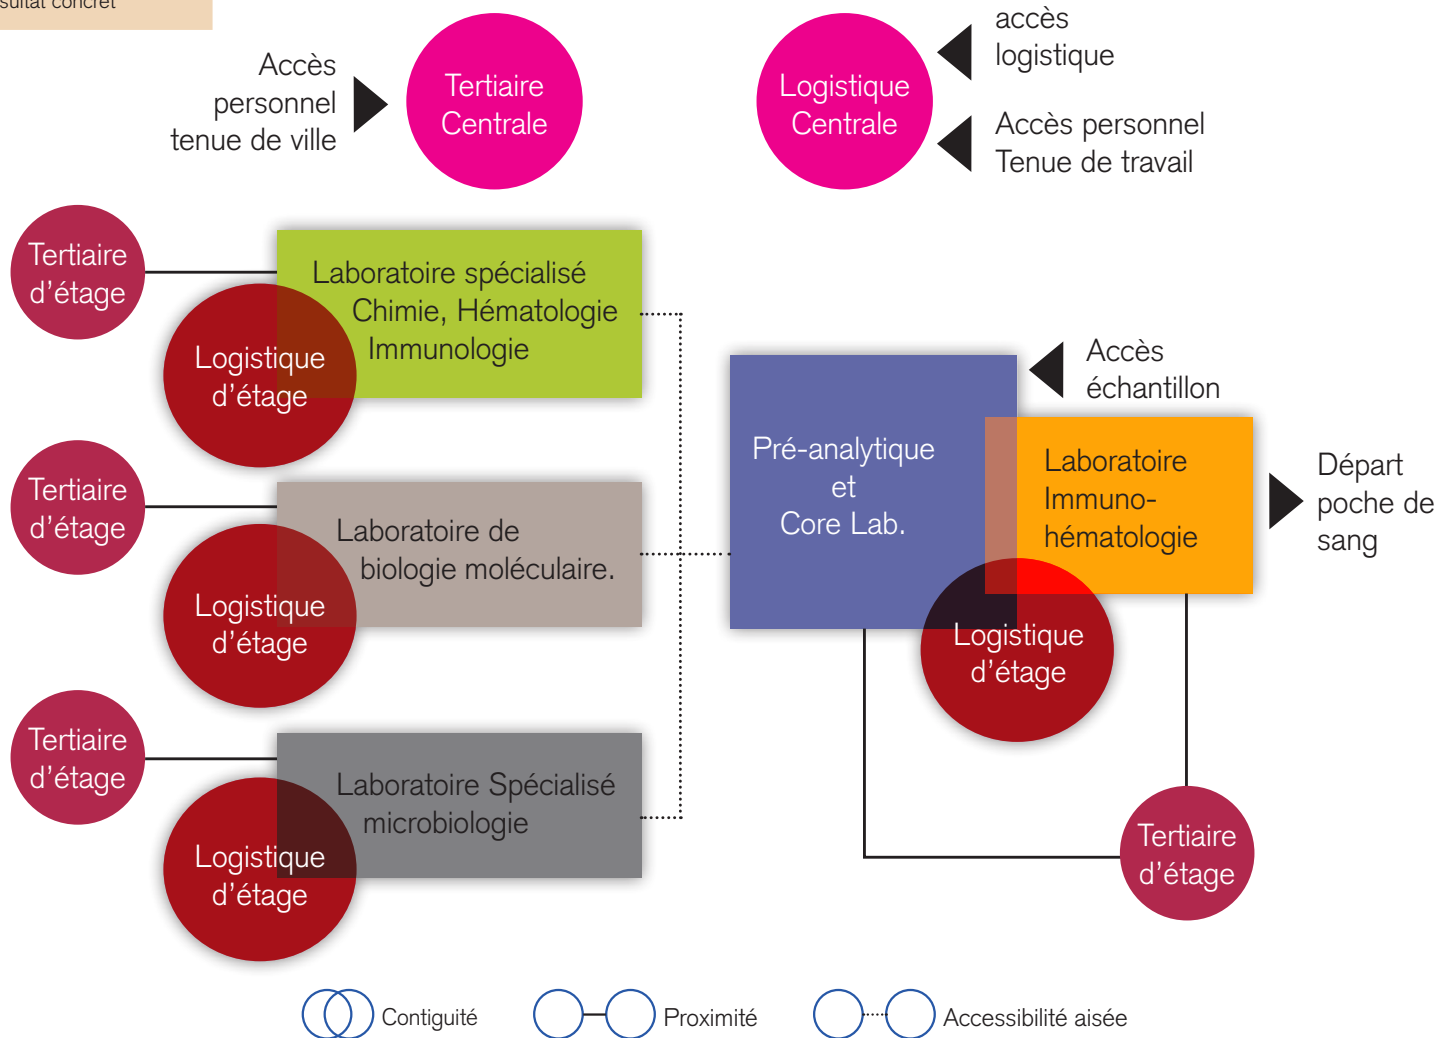 Accès
personnel
tenue de ville
Tertiaire
Centrale
Logistique
Centrale
accès
logistique
Accès personnel
Tenue de travail
Tertiaire
d'étage
Laboratoire spécialisé
Chimie, Hématologie
Immunologie
Logistique
d'étage
Tertiaire
d'étage
Laboratoire de
biologie moléculaire.
Logistique
d'étage
Tertiaire
d'étage
Laboratoire Spécialisé
microbiologie
Logistique
d'étage
Pré-analytique
et
Core Lab.
Accès
échantillon
Laboratoire
Immuno-
hématologie
Départ
poche de
sang
Logistique
d'étage
Tertiaire
d'étage
Contiguité
Proximité
Accessibilité aisée